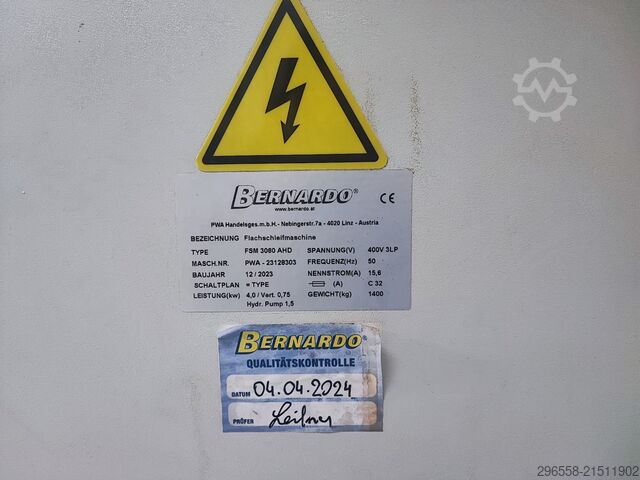 BERNARDO®
www.bernardo.at
CE
PWA Handelsges.m.b.H.- Nebingerstr.7a - 4020 Linz - Austria
BEZEICHNUNG Flachschleifmaschine
TYPE FSM 3060 AHD SPANNUNG(V) 400V 3LP
MASCH.NR. PWA - 23128303 FREQUENZ(Hz) 50
BAUJAHR 12 / 2023 NENNSTROM(A) 15,6
SCHALTPLAN = TYPE (A) C 32
LEISTUNG(kw) 4,0 / Vert. 0,75 GEWICHT(kg) 1400
Hydr. Pump 1,5
BERNARDO®
QUALITÄTSKONTROLLE
DATUM 04.04.2024
PRÜFER
296558-21511902